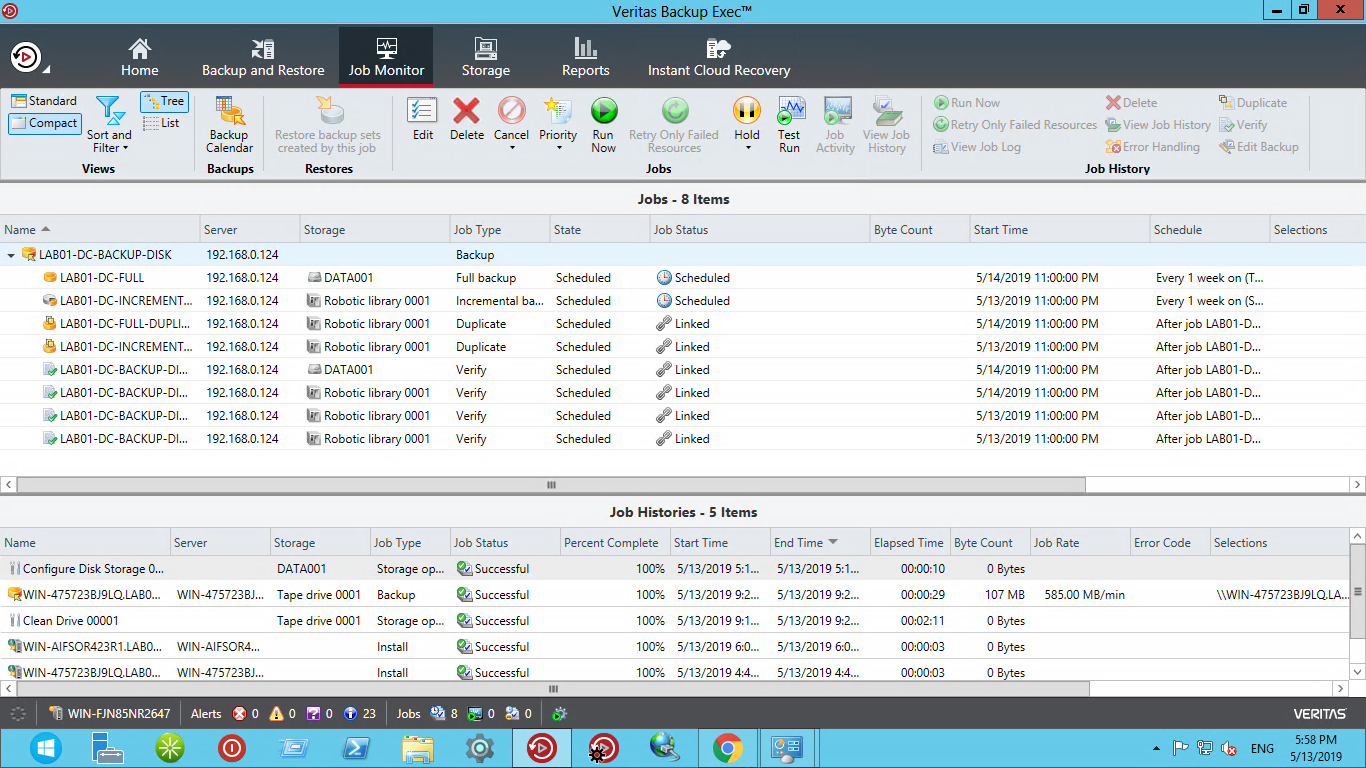 Veritas Backup Exec™
Home
Backup and Restore
Job Monitor
Storage
Reports
Instant Cloud Recovery
Standard
Compact
Sort and
Filter
Tree
List
Views
Backup
Calendar
Backups
Restore backup sets
created by this job
Restores
Edit
Delete
Cancel
Priority
Run
Now
Retry Only Failed
Resources
Hold
Test
Run
Job
Activity
View Job
History
Jobs
Run Now
Retry Only Failed Resources
View Job Log
Delete
View Job History
Error Handling
Duplicate
Verify
Edit Backup
Job History
Jobs - 8 Items
Name Server Storage Job Type State Job Status Byte Count Start Time Schedule Selections
LAB01-DC-BACKUP-DISK 192.168.0.124 Backup
LAB01-DC-FULL 192.168.0.124 DATA001 Full backup Scheduled Scheduled 5/14/2019 11:00:00 PM Every 1 week on (T...
LAB01-DC-INCREMENT... 192.168.0.124 Robotic library 0001 Incremental ba... Scheduled Scheduled 5/13/2019 11:00:00 PM Every 1 week on (S...
LAB01-DC-FULL-DUPLI... 192.168.0.124 Robotic library 0001 Duplicate Scheduled Linked 5/14/2019 11:00:00 PM After job LAB01-D...
LAB01-DC-INCREMENT... 192.168.0.124 Robotic library 0001 Duplicate Scheduled Linked 5/13/2019 11:00:00 PM After job LAB01-D...
LAB01-DC-BACKUP-DI... 192.168.0.124 DATA001 Verify Scheduled Linked 5/14/2019 11:00:00 PM After job LAB01-D...
LAB01-DC-BACKUP-DI... 192.168.0.124 Robotic library 0001 Verify Scheduled Linked 5/14/2019 11:00:00 PM After job LAB01-D...
LAB01-DC-BACKUP-DI... 192.168.0.124 Robotic library 0001 Verify Scheduled Linked 5/13/2019 11:00:00 PM After job LAB01-D...
LAB01-DC-BACKUP-DI... 192.168.0.124 Robotic library 0001 Verify Scheduled Linked 5/13/2019 11:00:00 PM After job LAB01-D...
Job Histories - 5 Items
Name Server Storage Job Type Job Status Percent Complete Start Time End Time Elapsed Time Byte Count Job Rate Error Code Selections
Configure Disk Storage 0... DATA001 Storage op... Successful 100% 5/13/2019 5:1... 5/13/2019 5:1... 00:00:10 0 Bytes
WIN-475723BJ9LQ.LAB0... WIN-475723BJ... Tape drive 0001 Backup Successful 100% 5/13/2019 9:2... 5/13/2019 9:2... 00:00:29 107 MB 585.00 MB/min \\WIN-475723BJ9LQ.LA...
Clean Drive 00001 Tape drive 0001 Storage op... Successful 100% 5/13/2019 9:1... 5/13/2019 9:2... 00:02:11 0 Bytes
WIN-AIFSOR423R1.LAB0... WIN-AIFSOR4... Install Successful 100% 5/13/2019 6:0... 5/13/2019 6:0... 00:00:03 0 Bytes
WIN-475723BJ9LQ.LAB0... WIN-475723BJ... Install Successful 100% 5/13/2019 4:4... 5/13/2019 4:4... 00:00:03 0 Bytes
WIN-FJN85NR2647 Alerts 0 0 0 23 Jobs 8 0 0 VERITAS
ENG
5:58 PM
5/13/2019